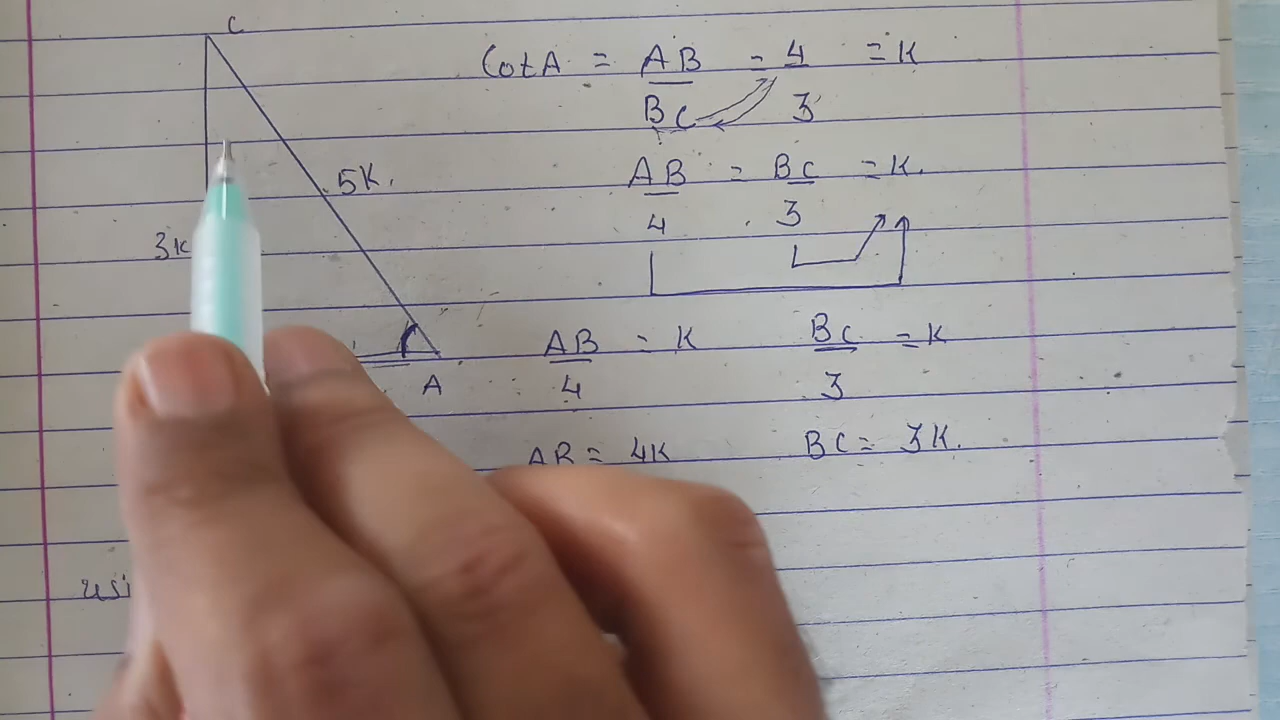 C
CotA = AB = 4 = K
BC 3
5K.
AB = BC = K.
4 3
3K
AB = K BC = K
A 4 3
AB = 4K BC = 3K.
usi